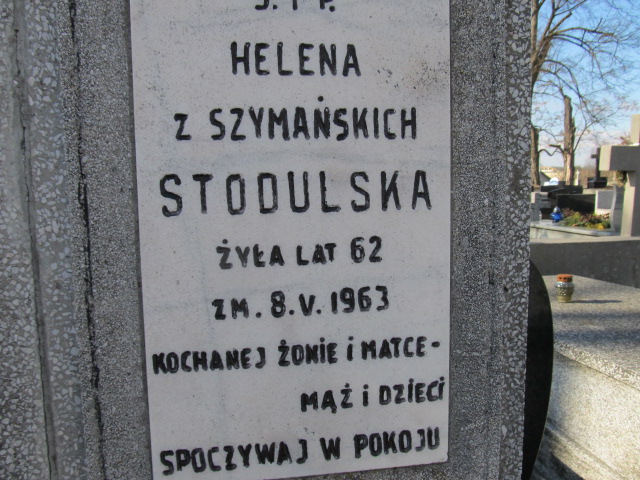 Ś. † P.
HELENA
Z SZYMAŃSKICH
STODULSKA
ŻYŁA LAT 62
ZM. 8.V. 1963
KOCHANEJ ŻONIE i MATCE-
MĄŻ i DZIECI
SPOCZYWAJ W POKOJU